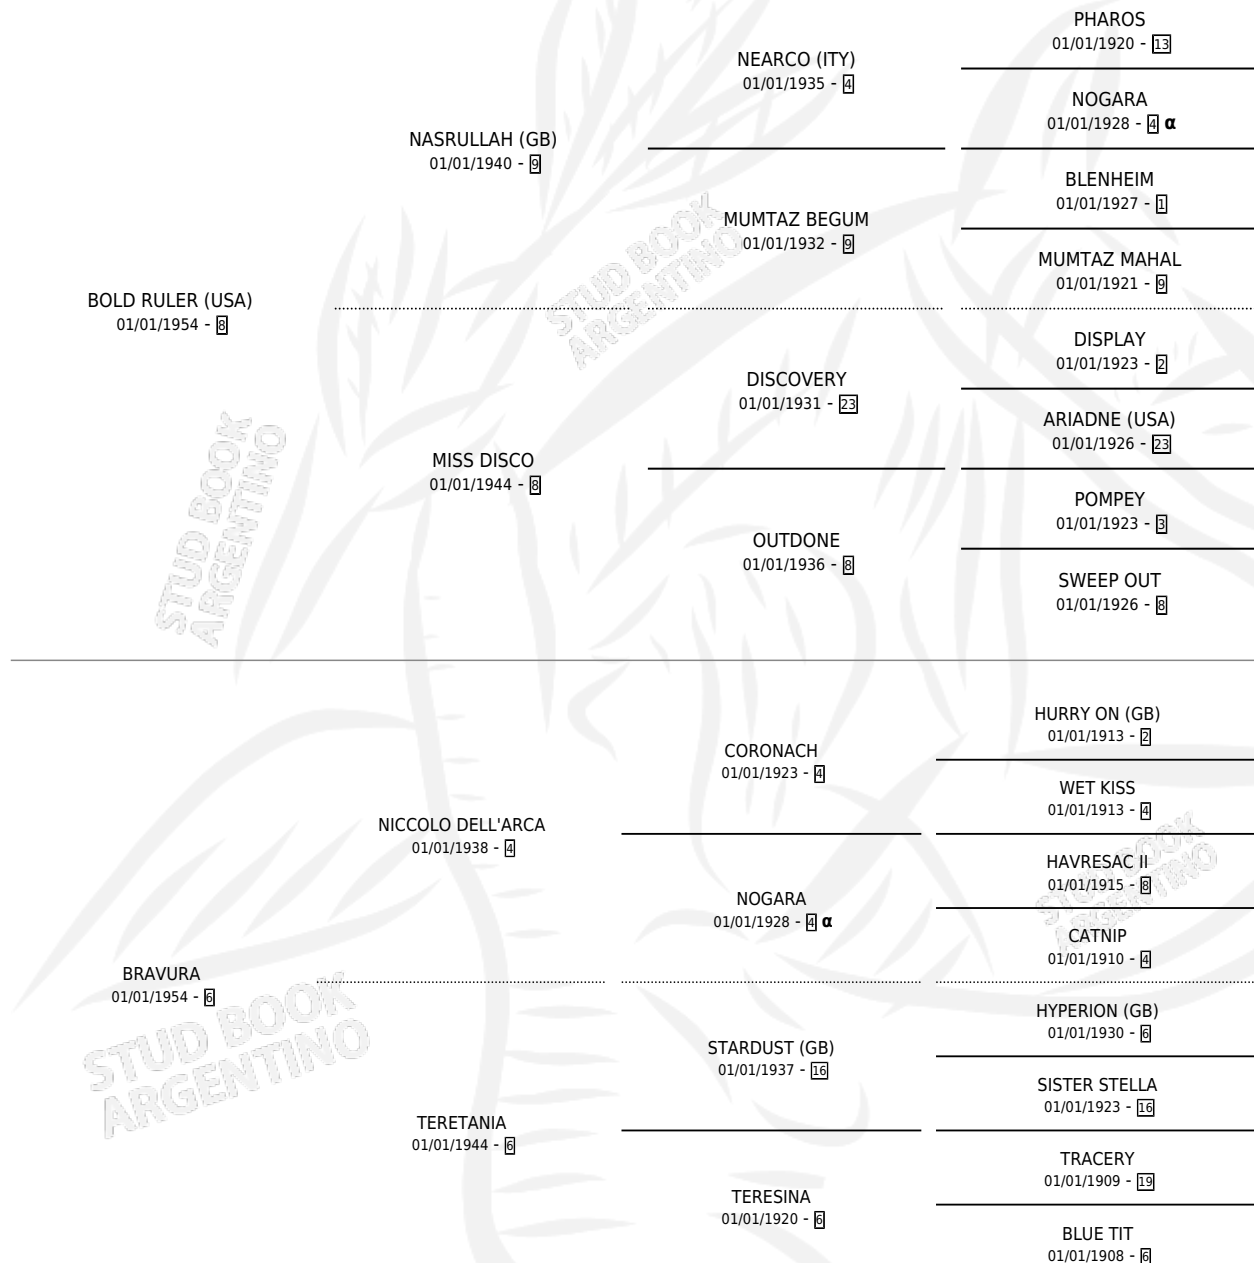 PHAROS
01/01/1920 - 13
NEARCO (ITY)
01/01/1935 - 4
NOGARA
01/01/1928 - 4 α
NASRULLAH (GB)
01/01/1940 - 9
BLENHEIM
01/01/1927 - 1
MUMTAZ BEGUM
01/01/1932 - 9
MUMTAZ MAHAL
01/01/1921 - 9
BOLD RULER (USA)
01/01/1954 - 8
DISPLAY
01/01/1923 - 2
DISCOVERY
01/01/1931 - 23
ARIADNE (USA)
01/01/1926 - 23
MISS DISCO
01/01/1944 - 8
POMPEY
01/01/1923 - 3
OUTDONE
01/01/1936 - 8
SWEEP OUT
01/01/1926 - 8
HURRY ON (GB)
01/01/1913 - 2
CORONACH
01/01/1923 - 4
WET KISS
01/01/1913 - 4
NICCOLO DELL'ARCA
01/01/1938 - 4
HAVRESAC II
01/01/1915 - 8
NOGARA
01/01/1928 - 4 α
CATNIP
01/01/1910 - 4
BRAVURA
01/01/1954 - 6
HYPERION (GB)
01/01/1930 - 6
STARDUST (GB)
01/01/1937 - 16
SISTER STELLA
01/01/1923 - 16
TERETANIA
01/01/1944 - 6
TRACERY
01/01/1909 - 19
TERESINA
01/01/1920 - 6
BLUE TIT
01/01/1908 - 6
STUD BOOK
ARGENTINO
STUD BOOK
ARGENTINO
STUD BOOK
ARGENTINO
STUD BOOK
ARGENTINO